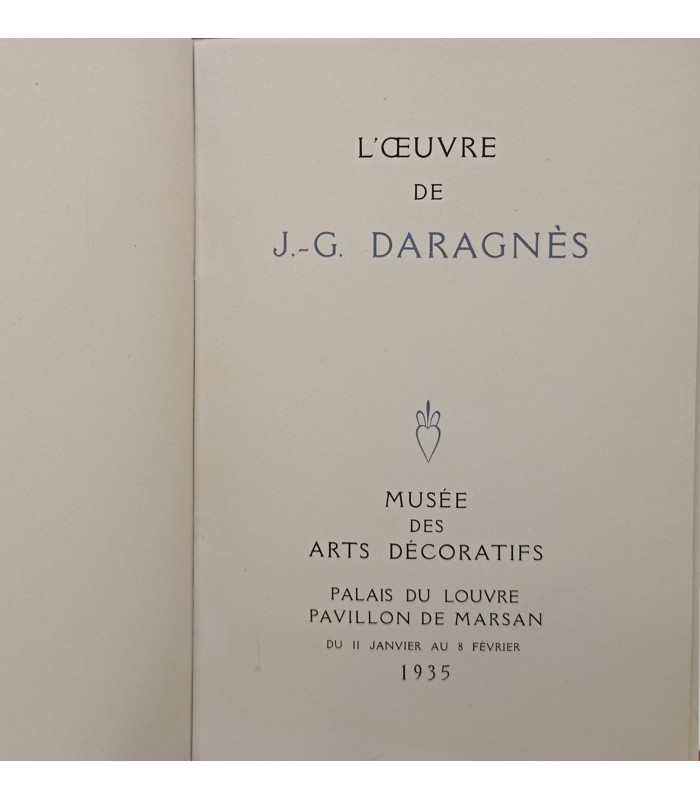 L'ŒUVRE
DE
J.-G. DARAGNÈS
MUSÉE
DES
ARTS DÉCORATIFS
PALAIS DU LOUVRE
PAVILLON DE MARSAN
DU 11 JANVIER AU 8 FÉVRIER
1935